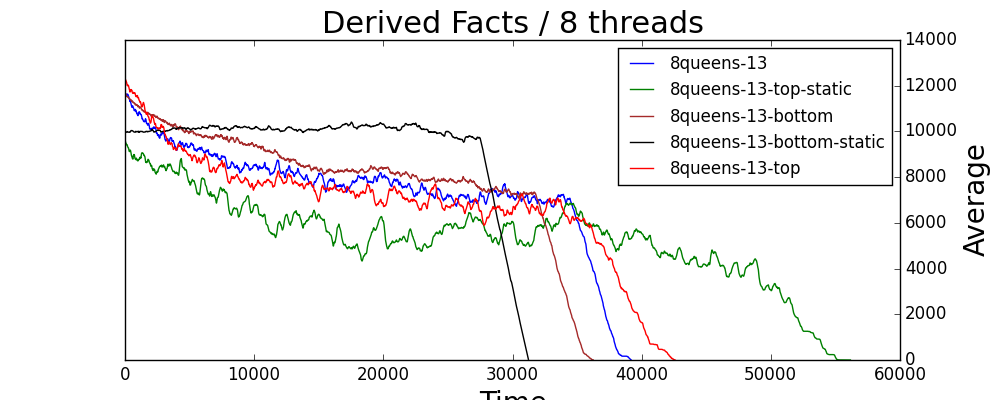 Derived Facts / 8 threads
8queens-13
8queens-13-top-static
8queens-13-bottom
8queens-13-bottom-static
8queens-13-top
14000
12000
10000
8000
6000
4000
2000
0
Average
0 10000 20000 30000 40000 50000 60000
Time